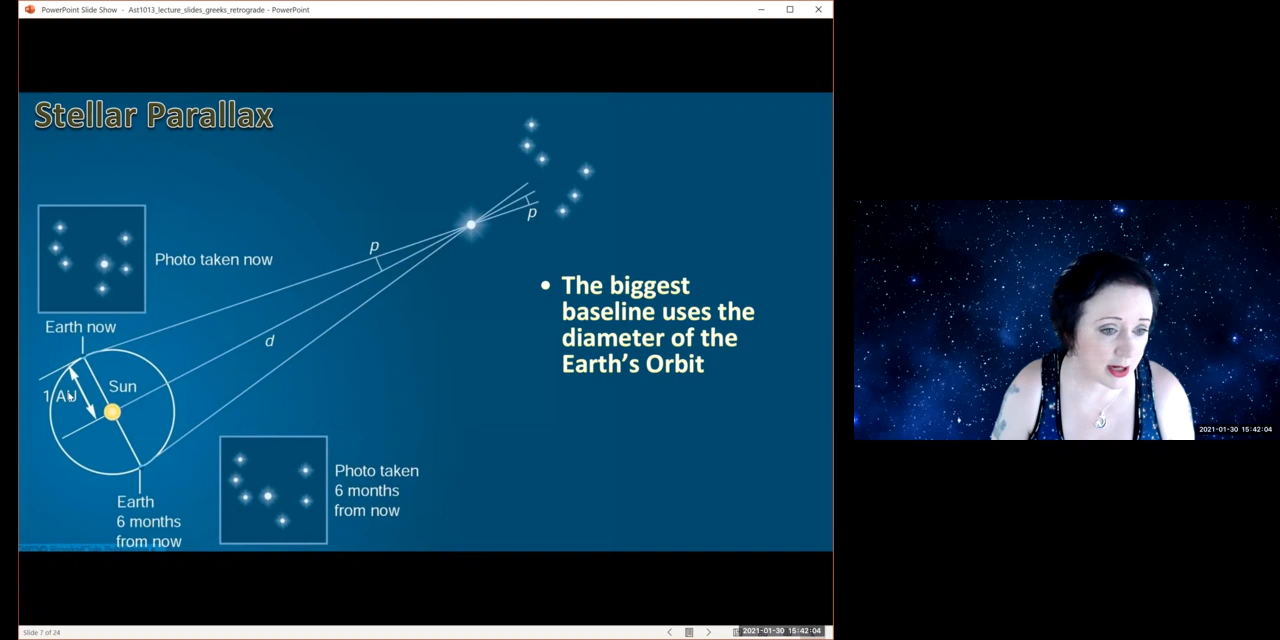 PowerPoint Slide Show - Ast1013_lecture_slides_greeks_retrograde - PowerPoint
Stellar Parallax
p
p
Photo taken now
• The biggest
baseline uses the
diameter of the
Earth's Orbit
Earth now
d
1 AU
Sun
Photo taken
6 months
from now
Earth
6 months
from now
2021-01-30 15:42:04
Slide 7 of 24
2021-01-30 15:42:04